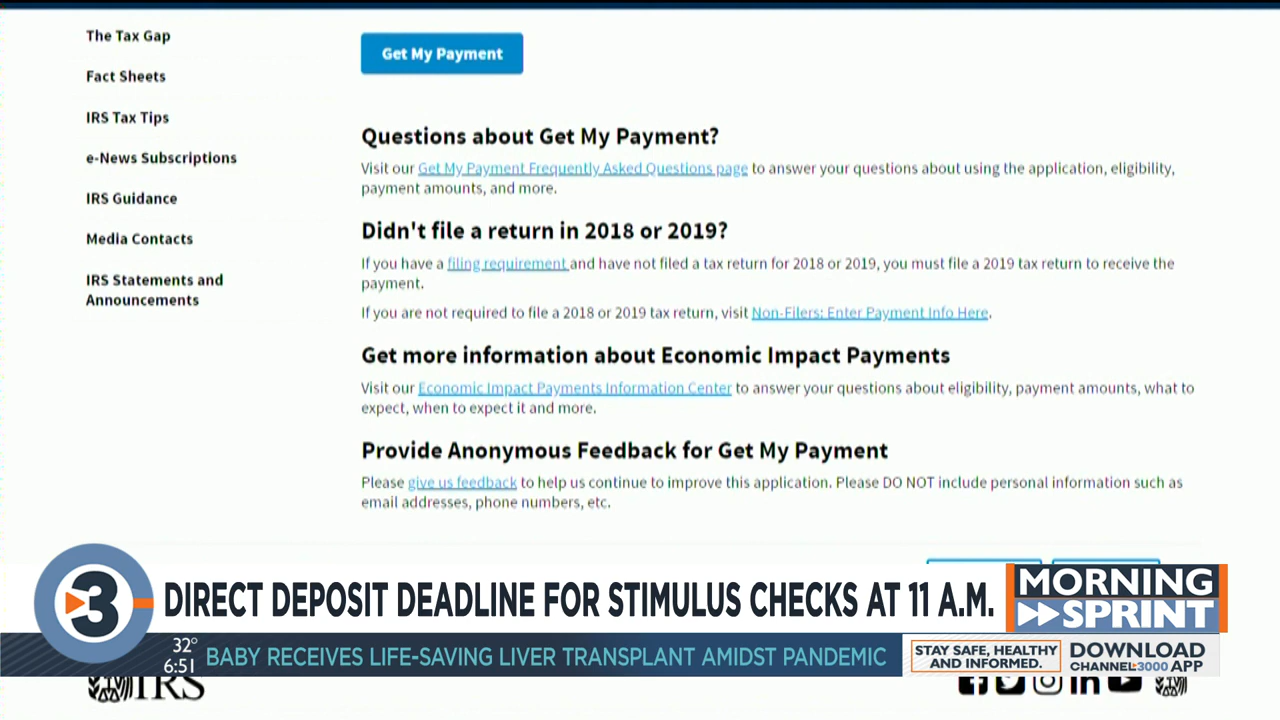 The Tax Gap
Fact Sheets
IRS Tax Tips
e-News Subscriptions
IRS Guidance
Media Contacts
IRS Statements and
Announcements
Get My Payment
Questions about Get My Payment?
Visit our Get My Payment Frequently Asked Questions page to answer your questions about using the application, eligibility,
payment amounts, and more.
Didn't file a return in 2018 or 2019?
If you have a filing requirement and have not filed a tax return for 2018 or 2019, you must file a 2019 tax return to receive the
payment.
If you are not required to file a 2018 or 2019 tax return, visit Non-Filers: Enter Payment Info Here.
Get more information about Economic Impact Payments
Visit our Economic Impact Payments Information Center to answer your questions about eligibility, payment amounts, what to
expect, when to expect it and more.
Provide Anonymous Feedback for Get My Payment
Please give us feedback to help us continue to improve this application. Please DO NOT include personal information such as
email addresses, phone numbers, etc.
3
DIRECT DEPOSIT DEADLINE FOR STIMULUS CHECKS AT 11 A.M.
MORNING
SPRINT
32°
6:51
BABY RECEIVES LIFE-SAVING LIVER TRANSPLANT AMIDST PANDEMIC
STAY SAFE, HEALTHY
AND INFORMED.
DOWNLOAD
CHANNEL3000 APP
IRS